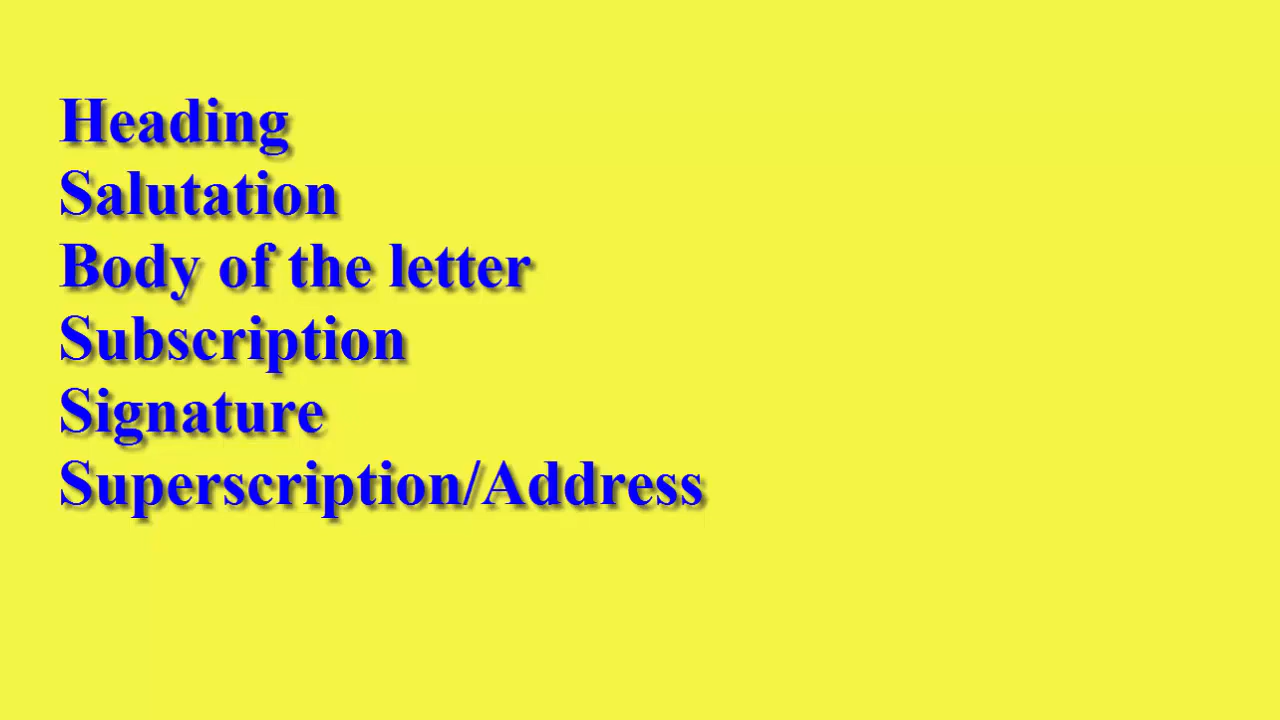 Heading
Salutation
Body of the letter
Subscription
Signature
Superscription/Address